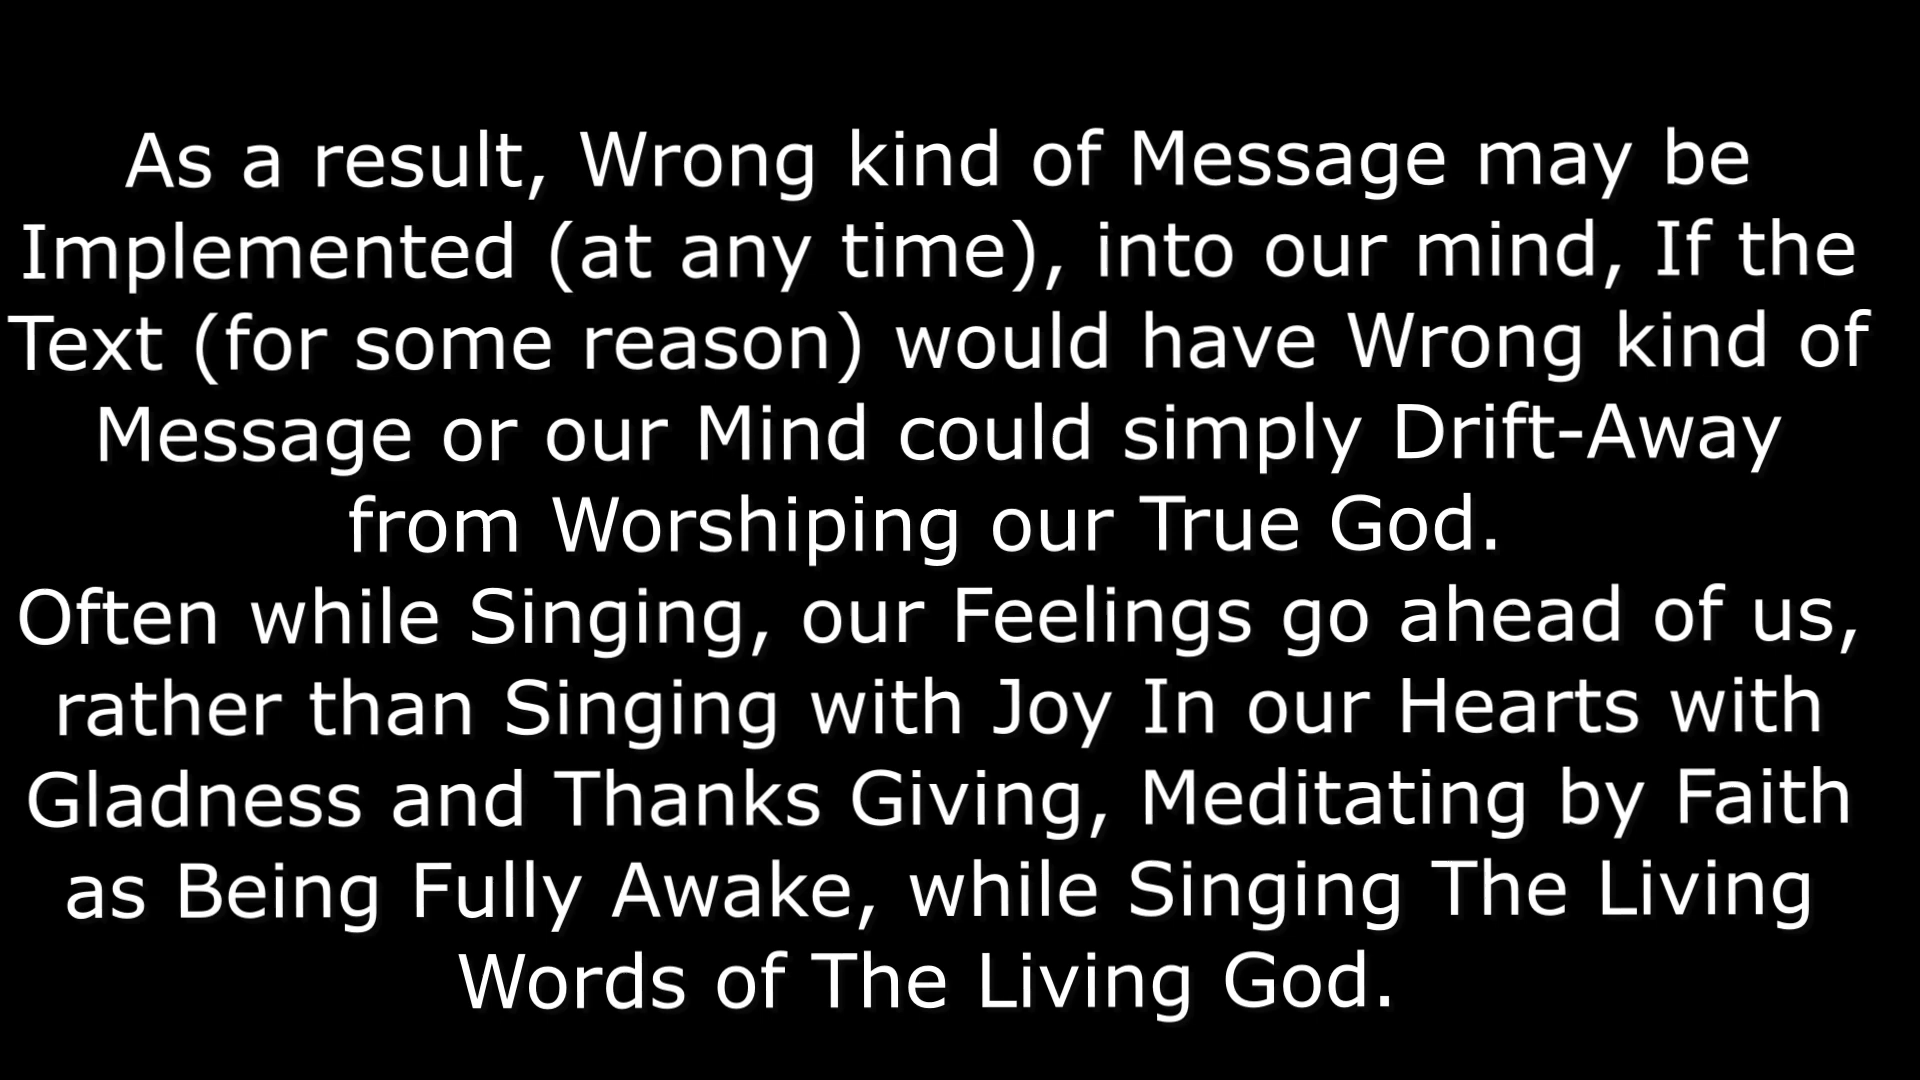 As a result, Wrong kind of Message may be
Implemented (at any time), into our mind, If the
Text (for some reason) would have Wrong kind of
Message or our Mind could simply Drift-Away
from Worshiping our True God.
Often while Singing, our Feelings go ahead of us,
rather than Singing with Joy In our Hearts with
Gladness and Thanks Giving, Meditating by Faith
as Being Fully Awake, while Singing The Living
Words of The Living God.